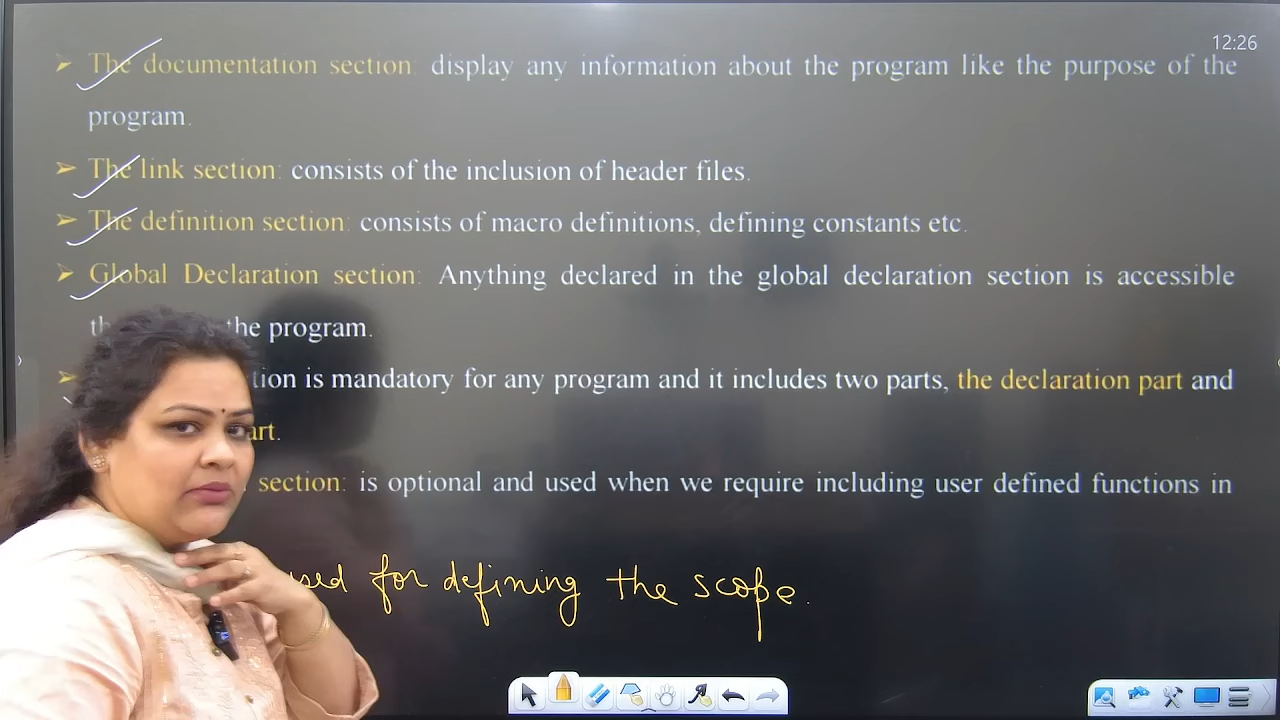 12:26
➢ The documentation section: display any information about the program like the purpose of the
program.
➢ The link section: consists of the inclusion of header files.
➢ The definition section: consists of macro definitions, defining constants etc.
➢ Global Declaration section: Anything declared in the global declaration section is accessible
the program.
➢ is mandatory for any program and it includes two parts, the declaration part and
section: is optional and used when we require including user defined functions in
for defining the scope.